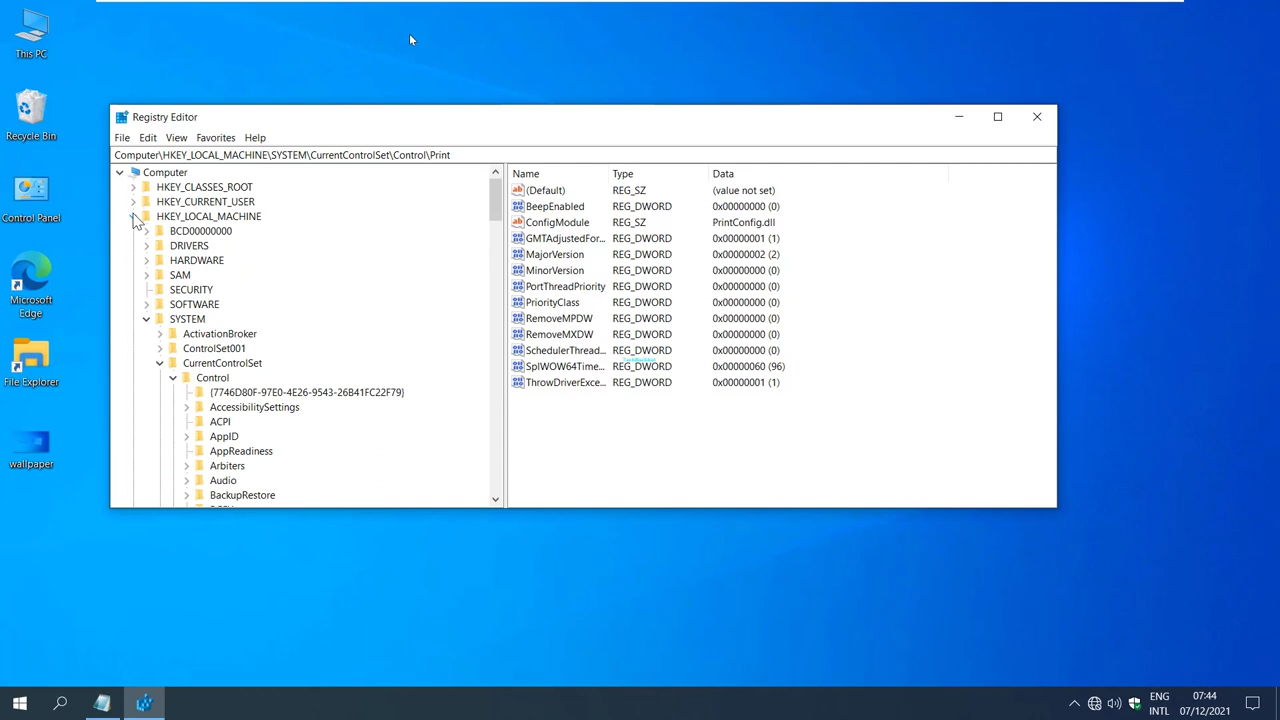 This PC
Recycle Bin
Control Panel
Microsoft
Edge
File Explorer
wallpaper
Registry Editor
File Edit View Favorites Help
Computer\HKEY_LOCAL_MACHINE\SYSTEM\CurrentControlSet\Control\Print
Computer
HKEY_CLASSES_ROOT
HKEY_CURRENT_USER
HKEY_LOCAL_MACHINE
BCD00000000
DRIVERS
HARDWARE
SAM
SECURITY
SOFTWARE
SYSTEM
ActivationBroker
ControlSet001
CurrentControlSet
Control
{7746D80F-97E0-4E26-9543-26B41FC22F79}
AccessibilitySettings
ACPI
AppID
AppReadiness
Arbiters
Audio
BackupRestore
Name Type Data
(Default) REG_SZ (value not set)
BeepEnabled REG_DWORD 0x00000000 (0)
ConfigModule REG_SZ PrintConfig.dll
GMTAdjustedFor... REG_DWORD 0x00000001 (1)
MajorVersion REG_DWORD 0x00000002 (2)
MinorVersion REG_DWORD 0x00000000 (0)
PortThreadPriority REG_DWORD 0x00000000 (0)
PriorityClass REG_DWORD 0x00000000 (0)
RemoveMPDW REG_DWORD 0x00000000 (0)
RemoveMXDW REG_DWORD 0x00000000 (0)
SchedulerThread... REG_DWORD 0x00000000 (0)
SplWOW64Time... REG_DWORD 0x00000060 (96)
ThrowDriverExce... REG_DWORD 0x00000001 (1)
ENG
INTL
07:44
07/12/2021